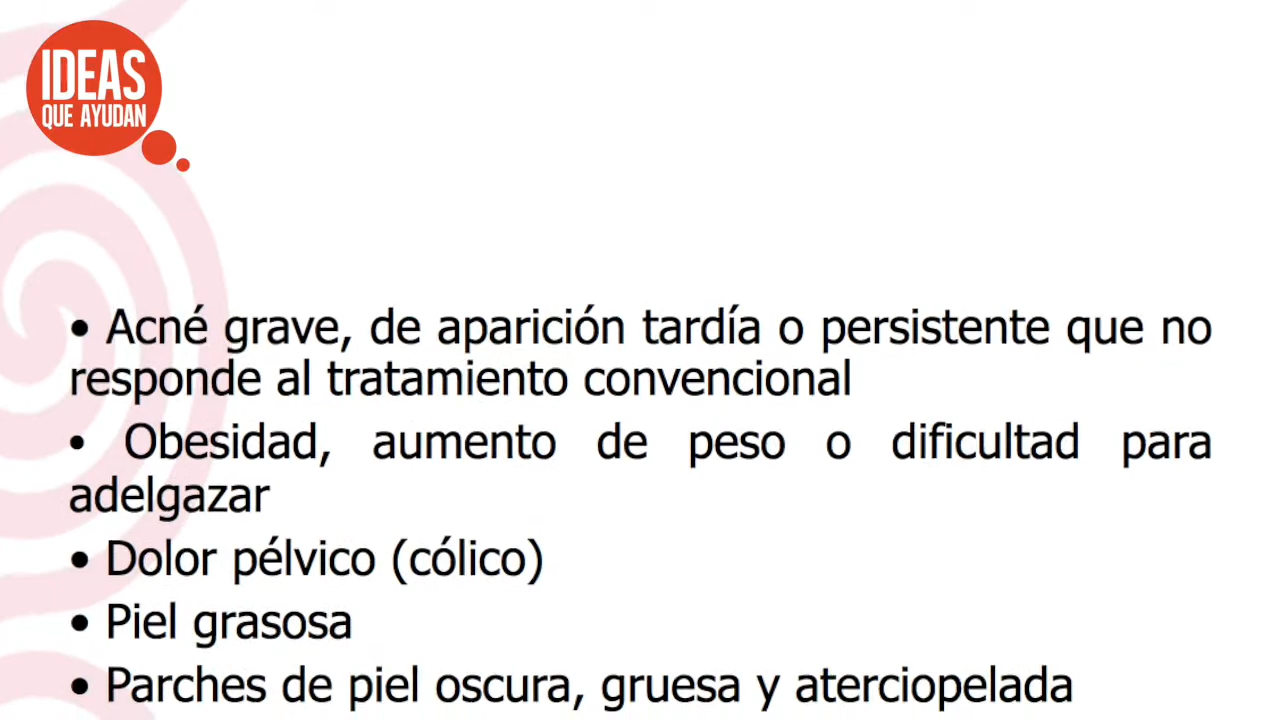 IDEAS
QUE AYUDAN
• Acné grave, de aparición tardía o persistente que no
responde al tratamiento convencional
• Obesidad, aumento de peso o dificultad para
adelgazar
• Dolor pélvico (cólico)
• Piel grasosa
• Parches de piel oscura, gruesa y aterciopelada